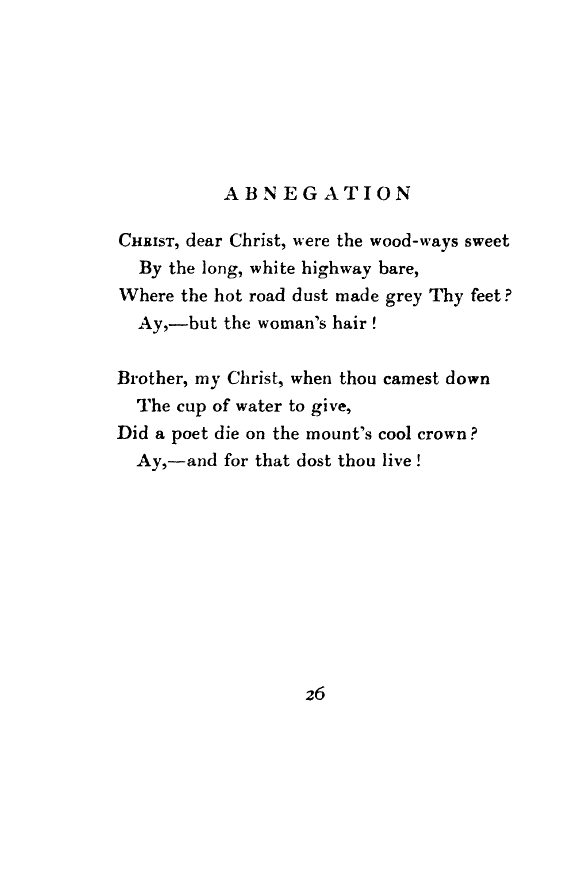 ABNEGATION
CHRIST, dear Christ, were the wood-ways sweet
By the long, white highway bare,
Where the hot road dust made grey Thy feet?
Ay,—but the woman's hair!
Brother, my Christ, when thou camest down
The cup of water to give,
Did a poet die on the mount's cool crown?
Ay,—and for that dost thou live!
26